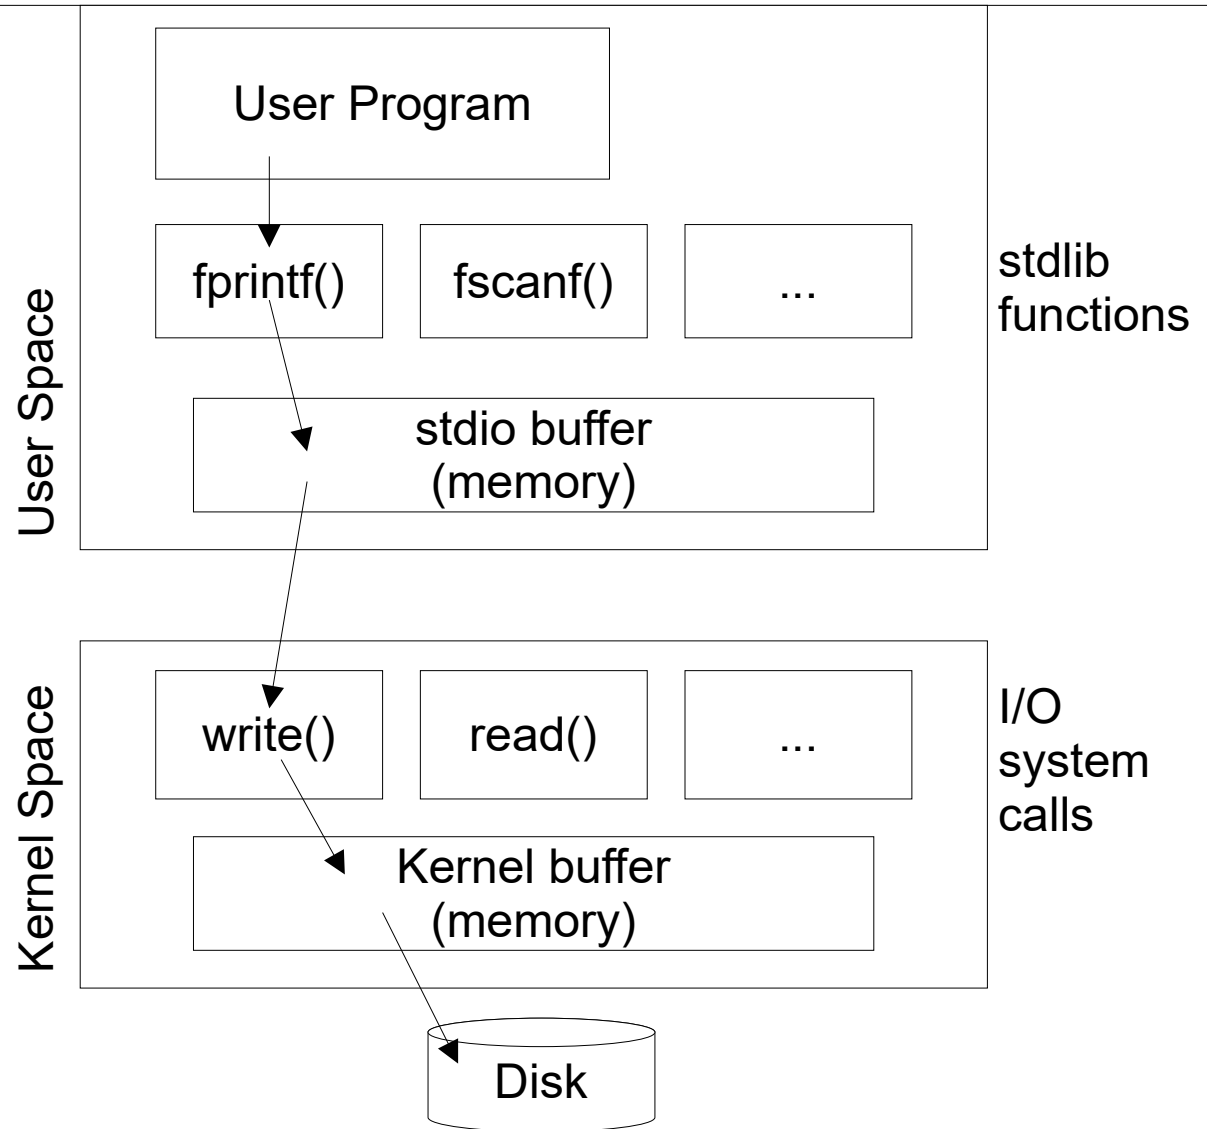 User Program
fprintf()
fscanf()
...
stdlib
functions
stdio buffer
(memory)
User Space
write()
read()
...
I/O
system
calls
Kernel buffer
(memory)
Kernel Space
Disk